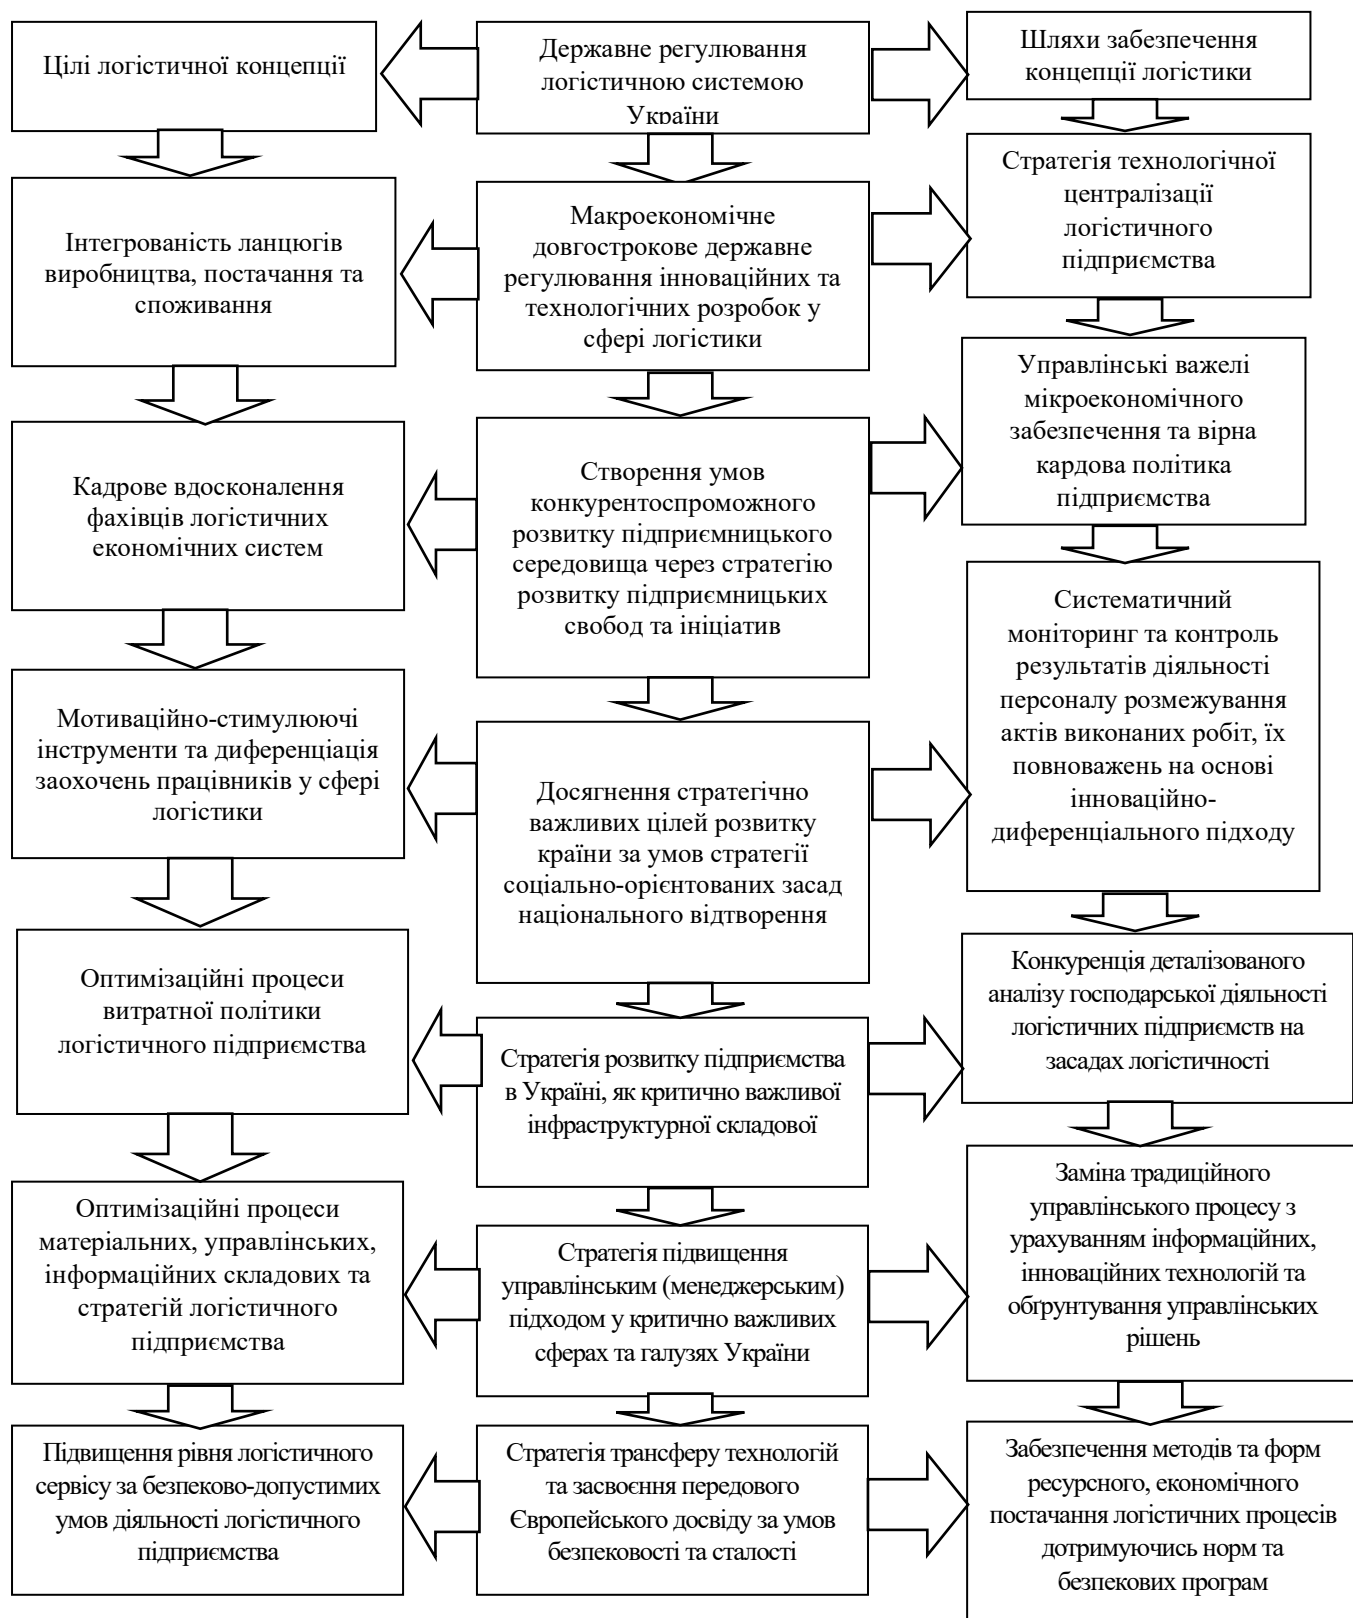 Цілі логістичної концепції
Державне регулювання
логістичною системою
України
Шляхи забезпечення
концепції логістики
Інтегрованість ланцюгів
виробництва, постачання та
споживання
Макроекономічне
довгострокове державне
регулювання інноваційних та
технологічних розробок у
сфері логістики
Стратегія технологічної
централізації
логістичного
підприємства
Кадрове вдосконалення
фахівців логістичних
економічних систем
Створення умов
конкурентоспроможного
розвитку підприємницького
середовища через стратегію
розвитку підприємницьких
свобод та ініціатив
Управлінські важелі
мікроекономічного
забезпечення та вірна
кардова політика
підприємства
Мотиваційно-стимулюючі
інструменти та диференціація
заохочень працівників у сфері
логістики
Досягнення стратегічно
важливих цілей розвитку
країни за умов стратегії
соціально-орієнтованих засад
національного відтворення
Систематичний
моніторинг та контроль
результатів діяльності
персоналу розмежування
актів виконаних робіт, їх
повноважень на основі
інноваційно-
диференціального підходу
Оптимізаційні процеси
витратної політики
логістичного підприємства
Стратегія розвитку підприємства
в Україні, як критично важливої
інфраструктурної складової
Конкуренція деталізованого
аналізу господарської діяльності
логістичних підприємств на
засадах логістичності
Оптимізаційні процеси
матеріальних, управлінських,
інформаційних складових та
стратегій логістичного
підприємства
Стратегія підвищення
управлінським (менеджерським)
підходом у критично важливих
сферах та галузях України
Заміна традиційного
управлінського процесу з
урахуванням інформаційних,
інноваційних технологій та
обґрунтування управлінських
рішень
Підвищення рівня логістичного
сервісу за безпеково-допустимих
умов діяльності логістичного
підприємства
Стратегія трансферу технологій
та засвоєння передового
Європейського досвіду за умов
безпековості та сталості
Забезпечення методів та форм
ресурсного, економічного
постачання логістичних процесів
дотримуючись норм та
безпекових програм